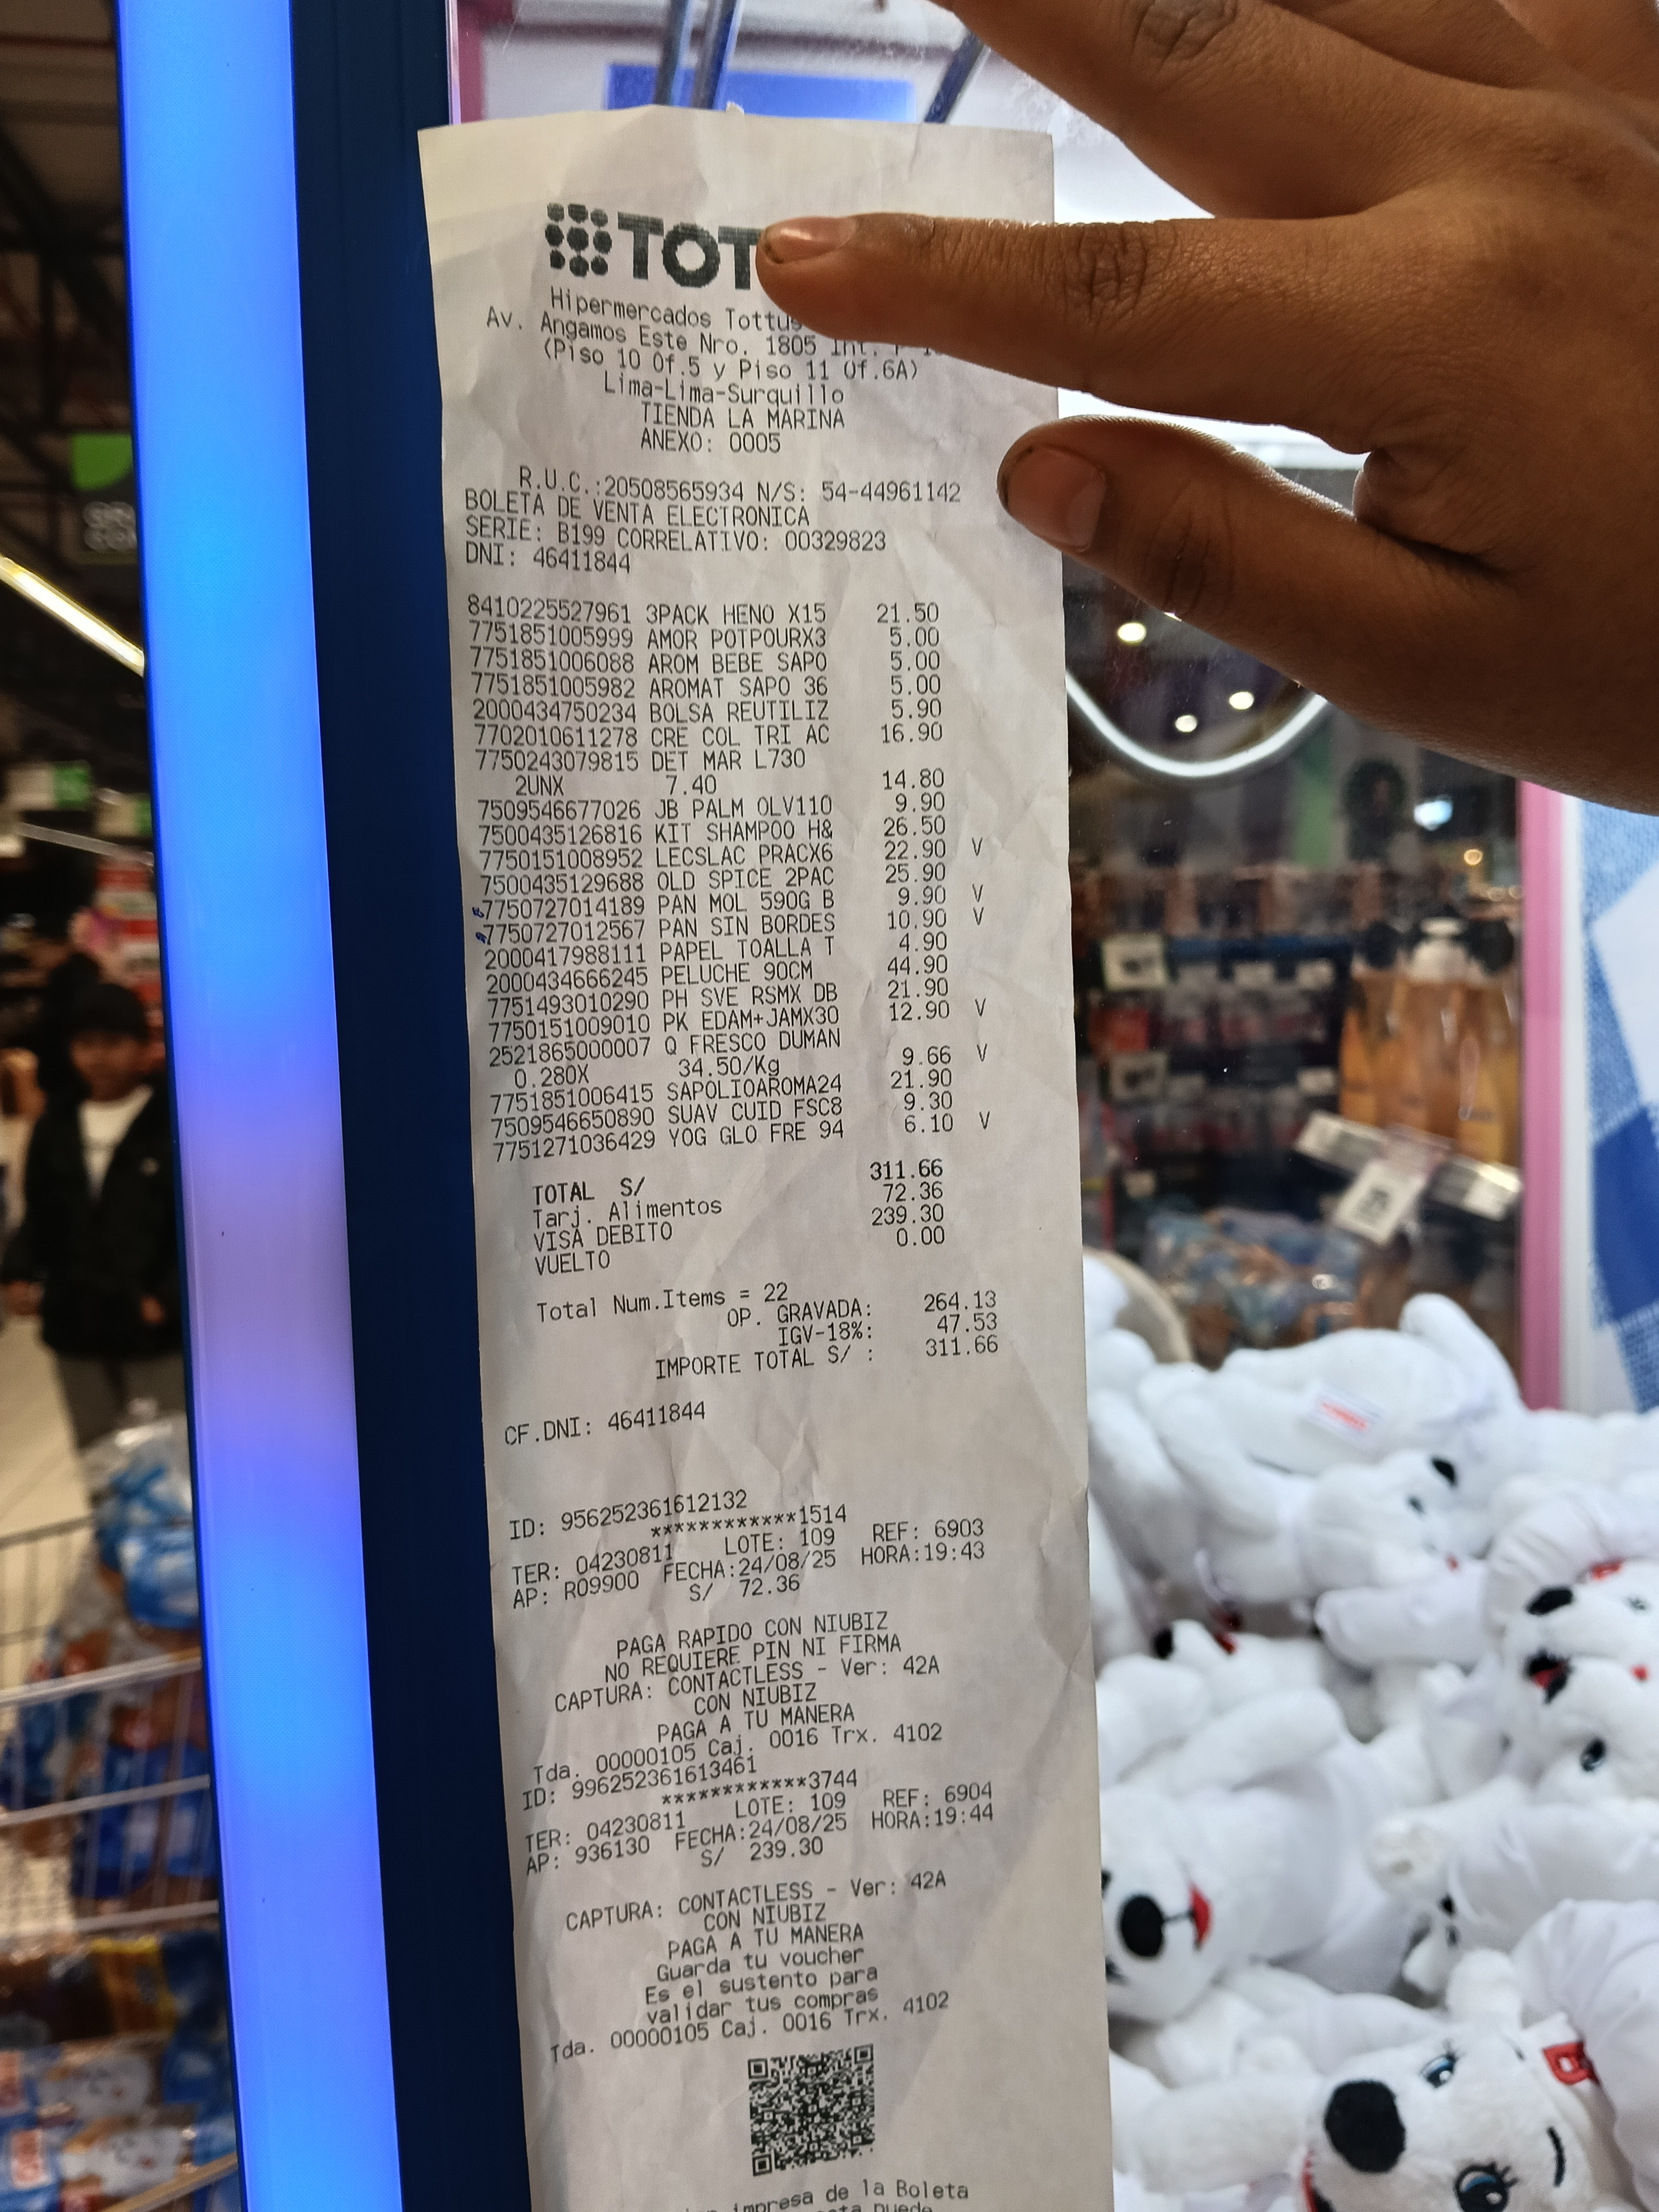 TOT
Hipermercados Tottus
Av. Angamos Este Nro. 1805 Int.
(Piso 10 Of.5 y Piso 11 Of.6A)
Lima-Lima-Surquillo
TIENDA LA MARINA
ANEXO: 0005
R.U.C.:20508565934 N/S: 54-44961142
BOLETA DE VENTA ELECTRONICA
SERIE: B199 CORRELATIVO: 00329823
DNI: 46411844
8410225527961 3PACK HENO X15 21.50
7751851005999 AMOR POTPOURX3 5.00
7751851006088 AROM BEBE SAPO 5.00
7751851005982 AROMAT SAPO 36 5.00
2000434750234 BOLSA REUTILIZ 5.90
7702010611278 CRE COL TRI AC 16.90
7750243079815 DET MAR L730
2UNX 7.40 14.80
7509546677026 JB PALM OLV110 9.90
7500435126816 KIT SHAMPOO H& 26.50
7750151008952 LECSLAC PRACX6 22.90 V
7500435129688 OLD SPICE 2PAC 25.90
7750727014189 PAN MOL 590G B 9.90 V
7750727012567 PAN SIN BORDES 10.90 V
2000417988111 PAPEL TOALLA T 4.90
2000434666245 PELUCHE 90CM 44.90
7751493010290 PH SVE RSMX DB 21.90
7750151009010 PK EDAM+JAMX30 12.90 V
2521865000007 Q FRESCO DUMAN
0.280X 34.50/Kg 9.66 V
7751851006415 SAPOLIOAROMA24 21.90
7509546650890 SUAV CUID FSC8 9.30
7751271036429 YOG GLO FRE 94 6.10 V
TOTAL S/ 311.66
Tarj. Alimentos 72.36
VISA DEBITO 239.30
VUELTO 0.00
Total Num.Items = 22
OP. GRAVADA: 264.13
IGV-18%: 47.53
IMPORTE TOTAL S/ : 311.66
CF.DNI: 46411844
ID: 956252361612132
************1514
TER: 04230811 LOTE: 109 REF: 6903
AP: R09900 FECHA:24/08/25 HORA:19:43
S/ 72.36
PAGA RAPIDO CON NIUBIZ
NO REQUIERE PIN NI FIRMA
CAPTURA: CONTACTLESS - Ver: 42A
CON NIUBIZ
PAGA A TU MANERA
Tda. 00000105 Caj. 0016 Trx. 4102
ID: 996252361613461
************3744
TER: 04230811 LOTE: 109 REF: 6904
AP: 936130 FECHA:24/08/25 HORA:19:44
S/ 239.30
CAPTURA: CONTACTLESS - Ver: 42A
CON NIUBIZ
PAGA A TU MANERA
Guarda tu voucher
Es el sustento para
validar tus compras
Tda. 00000105 Caj. 0016 Trx. 4102
impresa de la Boleta
puede